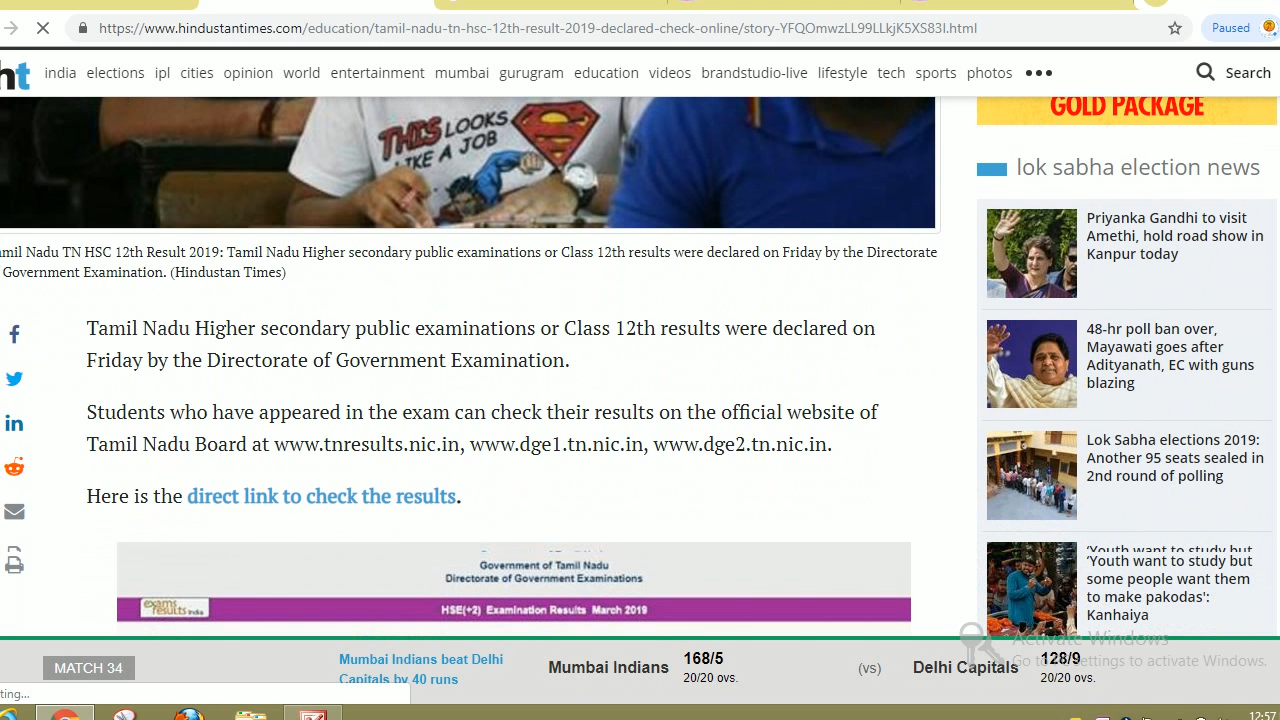 https://www.hindustantimes.com/education/tamil-nadu-tn-hsc-12th-result-2019-declared-check-online/story-YFQOmwzLL99LLkjK5XS83I.html
Paused
ht india elections ipl cities opinion world entertainment mumbai gurugram education videos brandstudio-live lifestyle tech sports photos ••• Search
THIS LOOKS
LIKE A JOB
amil Nadu TN HSC 12th Result 2019: Tamil Nadu Higher secondary public examinations or Class 12th results were declared on Friday by the Directorate
Government Examination. (Hindustan Times)
Tamil Nadu Higher secondary public examinations or Class 12th results were declared on
Friday by the Directorate of Government Examination.
Students who have appeared in the exam can check their results on the official website of
Tamil Nadu Board at www.tnresults.nic.in, www.dge1.tn.nic.in, www.dge2.tn.nic.in.
Here is the direct link to check the results.
Government of Tamil Nadu
Directorate of Government Examinations
exams
results india
HSE(+2) Examination Results March 2019
GOLD PACKAGE
lok sabha election news
Priyanka Gandhi to visit
Amethi, hold road show in
Kanpur today
48-hr poll ban over,
Mayawati goes after
Adityanath, EC with guns
blazing
Lok Sabha elections 2019:
Another 95 seats sealed in
2nd round of polling
'Youth want to study but
'Youth want to study but
some people want them
to make pakodas':
Kanhaiya
Activate Windows
Go to PC settings to activate Windows.
MATCH 34
Mumbai Indians beat Delhi
Capitals by 40 runs
Mumbai Indians
168/5
20/20 ovs.
(vs)
Delhi Capitals
128/9
20/20 ovs.
ting...
12:57